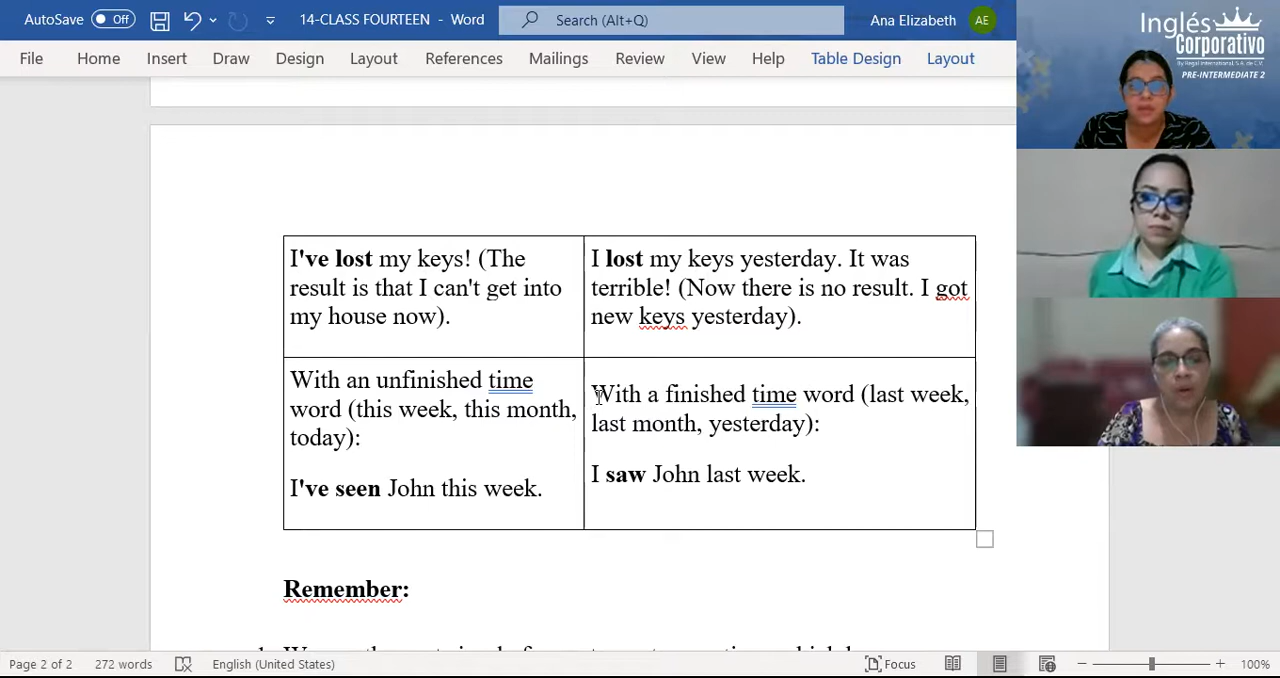 AutoSave Off 14-CLASS FOURTEEN - Word Search (Alt+Q) Ana Elizabeth AE
File Home Insert Draw Design Layout References Mailings Review View Help Table Design Layout
Inglés
Corporativo
By Regal International, S.A. de C.V.
PRE-INTERMEDIATE 2
I've lost my keys! (The
result is that I can't get into
my house now).
I lost my keys yesterday. It was
terrible! (Now there is no result. I got
new keys yesterday).
With an unfinished time
word (this week, this month,
today):
I've seen John this week.
With a finished time word (last week,
last month, yesterday):
I saw John last week.
Remember:
Page 2 of 2 272 words English (United States) Focus 100%